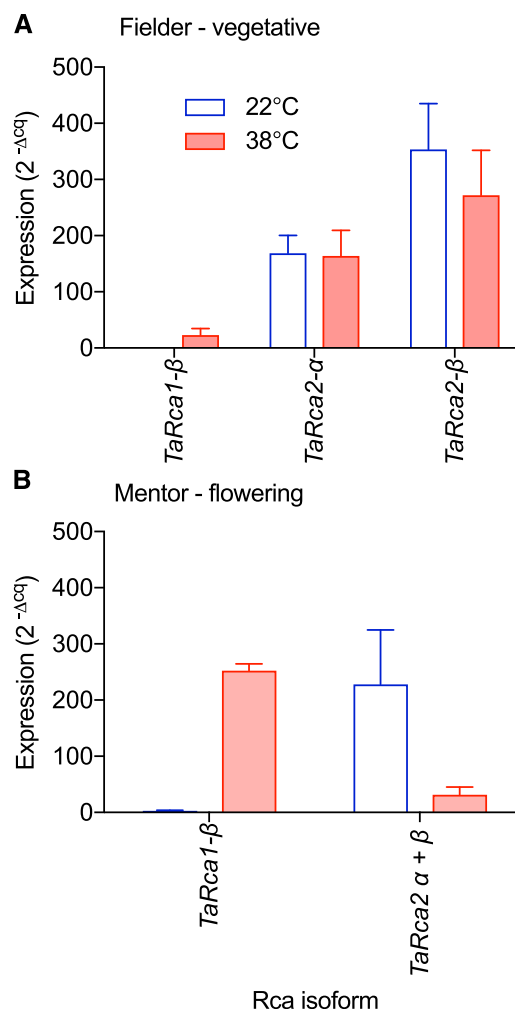 A
Fielder - vegetative
Expression (2 -Δcq)
500
400
300
200
100
0
22°C
38°C
TaRca1-β
TaRca2-α
TaRca2-β
B
Mentor - flowering
Expression (2 -Δcq)
500
400
300
200
100
0
TaRca1-β
TaRca2 α + β
Rca isoform